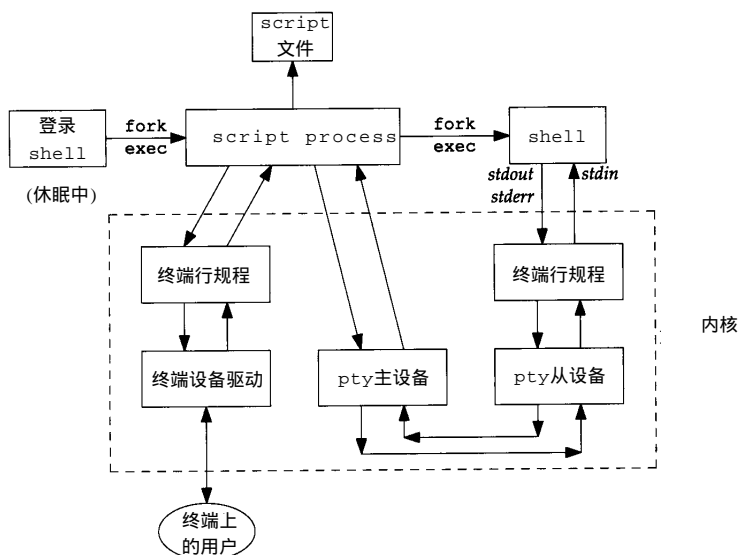 script
文件
登录
shell
fork
exec
script process
fork
exec
shell
(休眠中)
stdout
stderr
stdin
终端行规程
终端行规程
内核
终端设备驱动
pty主设备
pty从设备
终端上
的用户